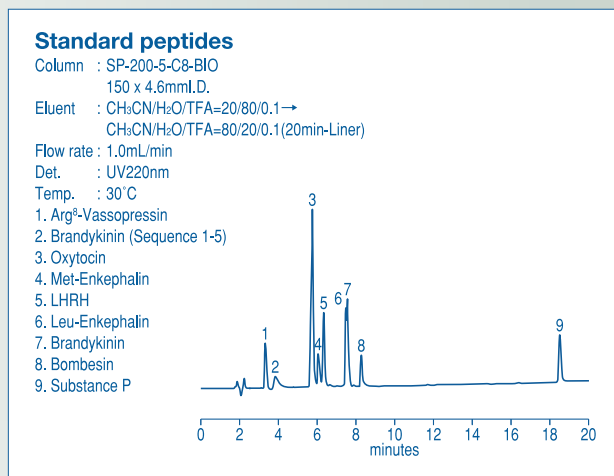 Standard peptides
Column : SP-200-5-C8-BIO
150 x 4.6mmI.D.
Eluent : CH₃CN/H₂O/TFA=20/80/0.1→
CH₃CN/H₂O/TFA=80/20/0.1(20min-Liner)
Flow rate : 1.0mL/min
Det. : UV220nm
Temp. : 30˚C
1. Arg⁸-Vassopressin
2. Brandykinin (Sequence 1-5)
3. Oxytocin
4. Met-Enkephalin
5. LHRH
6. Leu-Enkephalin
7. Brandykinin
8. Bombesin
9. Substance P
1
2
3
4
5
6
7
8
9
0 2 4 6 8 10 12 14 16 18 20
minutes